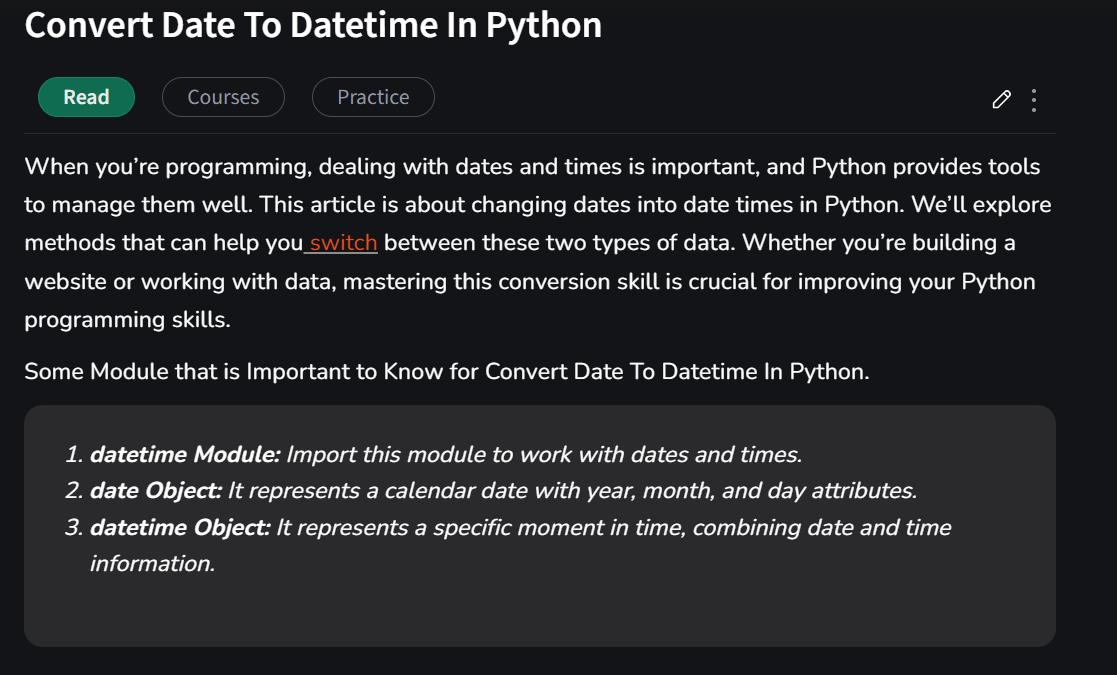 Convert Date To Datetime In Python
Read Courses Practice
When you’re programming, dealing with dates and times is important, and Python provides tools
to manage them well. This article is about changing dates into date times in Python. We’ll explore
methods that can help you switch between these two types of data. Whether you’re building a
website or working with data, mastering this conversion skill is crucial for improving your Python
programming skills.
Some Module that is Important to Know for Convert Date To Datetime In Python.
1. datetime Module: Import this module to work with dates and times.
2. date Object: It represents a calendar date with year, month, and day attributes.
3. datetime Object: It represents a specific moment in time, combining date and time
information.